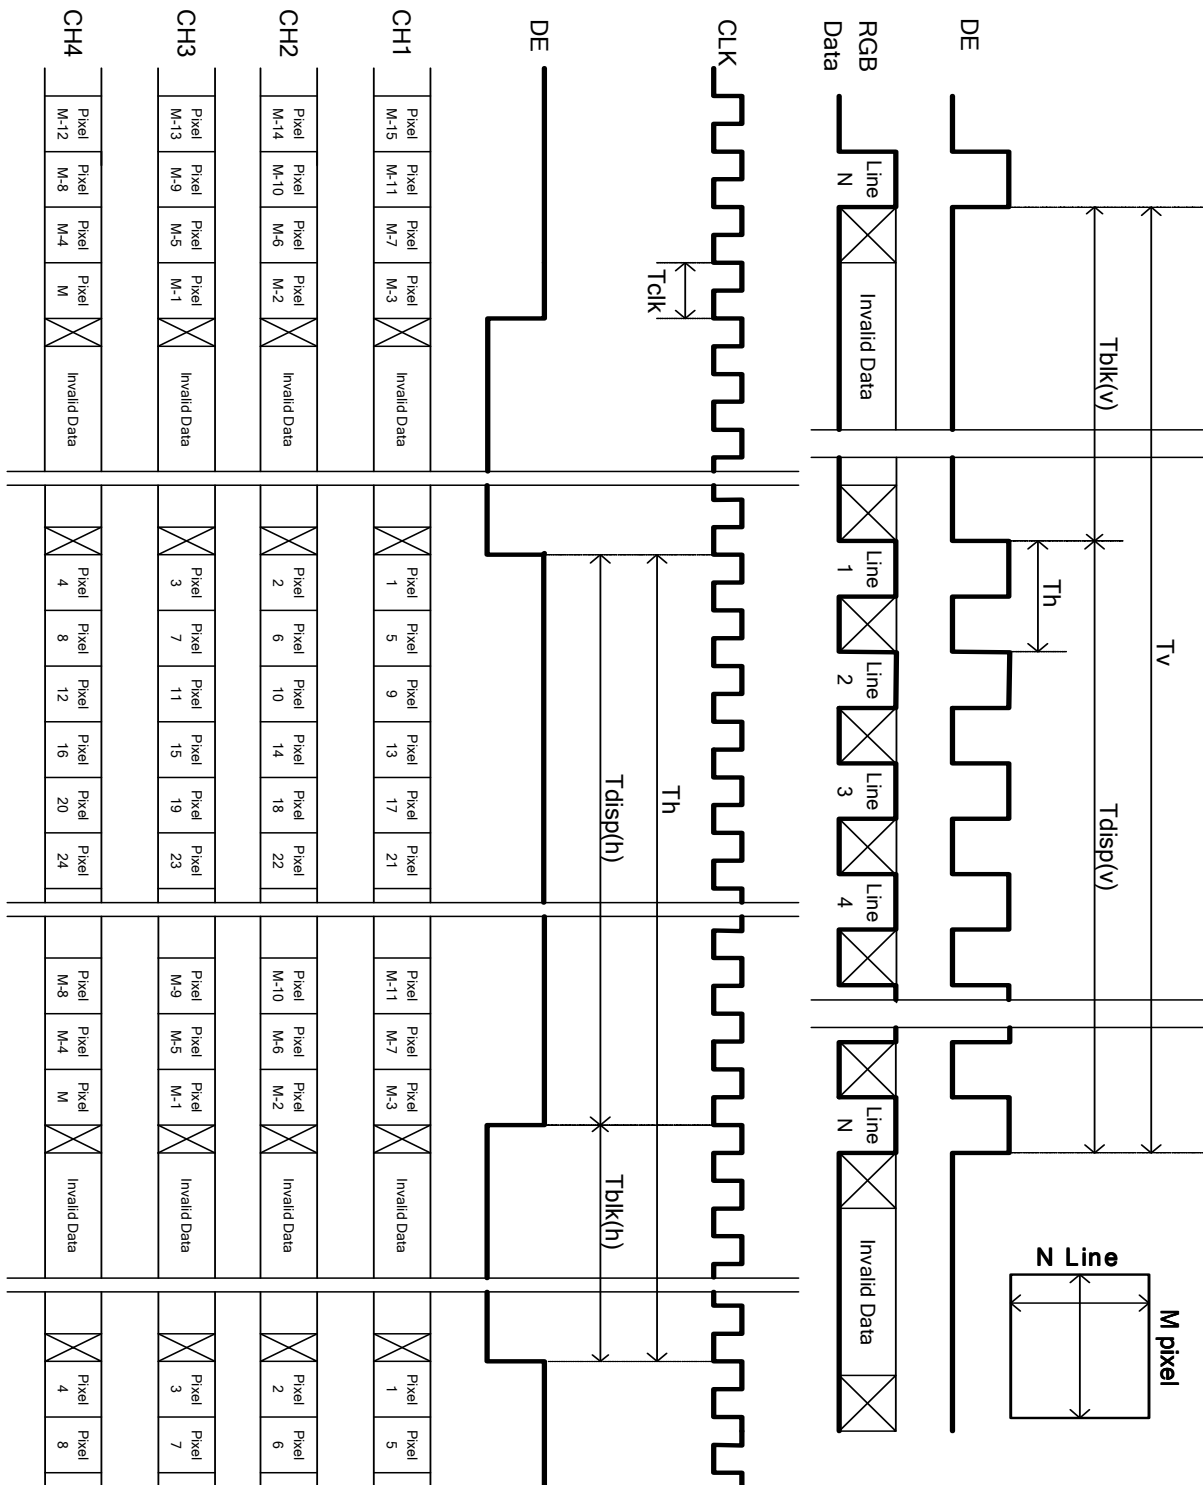 Tv
Tblk(v)
Tdisp(v)
Th
DE
RGB
Data
Line
N
Invalid Data
Line
1
Line
2
Line
3
Line
4
Line
N
Invalid Data
N Line
M pixel
CLK
Tclk
Th
Tdisp(h)
Tblk(h)
DE
CH1
Pixel
M-15
Pixel
M-11
Pixel
M-7
Pixel
M-3
Invalid Data
Pixel
1
Pixel
5
Pixel
9
Pixel
13
Pixel
17
Pixel
21
Pixel
M-11
Pixel
M-7
Pixel
M-3
Invalid Data
Pixel
1
Pixel
5
CH2
Pixel
M-14
Pixel
M-10
Pixel
M-6
Pixel
M-2
Invalid Data
Pixel
2
Pixel
6
Pixel
10
Pixel
14
Pixel
18
Pixel
22
Pixel
M-10
Pixel
M-6
Pixel
M-2
Invalid Data
Pixel
2
Pixel
6
CH3
Pixel
M-13
Pixel
M-9
Pixel
M-5
Pixel
M-1
Invalid Data
Pixel
3
Pixel
7
Pixel
11
Pixel
15
Pixel
19
Pixel
23
Pixel
M-9
Pixel
M-5
Pixel
M-1
Invalid Data
Pixel
3
Pixel
7
CH4
Pixel
M-12
Pixel
M-8
Pixel
M-4
Pixel
M
Invalid Data
Pixel
4
Pixel
8
Pixel
12
Pixel
16
Pixel
20
Pixel
24
Pixel
M-8
Pixel
M-4
Pixel
M
Invalid Data
Pixel
4
Pixel
8